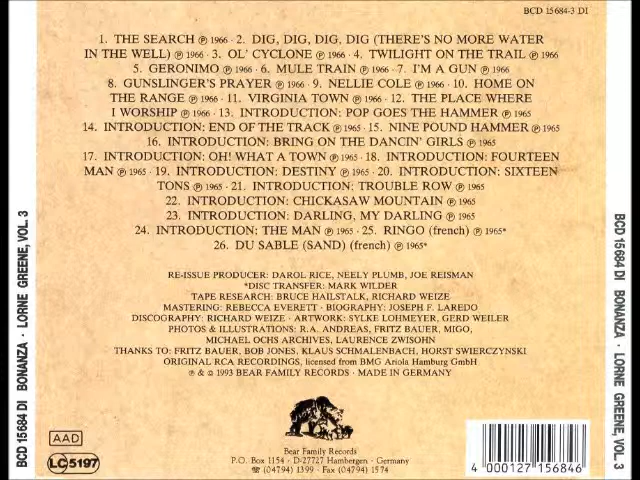 BCD 15684-3 DI
1. THE SEARCH ℗ 1966 · 2. DIG, DIG, DIG, DIG (THERE'S NO MORE WATER
IN THE WELL) ℗ 1966 · 3. OL' CYCLONE ℗ 1966 · 4. TWILIGHT ON THE TRAIL ℗ 1966
5. GERONIMO ℗ 1966 · 6. MULE TRAIN ℗ 1966 · 7. I'M A GUN ℗ 1966 ·
8. GUNSLINGER'S PRAYER ℗ 1966 · 9. NELLIE COLE ℗ 1966 · 10. HOME ON
THE RANGE ℗ 1966 · 11. VIRGINIA TOWN ℗ 1966 · 12. THE PLACE WHERE
I WORSHIP ℗ 1966 · 13. INTRODUCTION: POP GOES THE HAMMER ℗ 1965 ·
14. INTRODUCTION: END OF THE TRACK ℗ 1965 · 15. NINE POUND HAMMER ℗ 1965
16. INTRODUCTION: BRING ON THE DANCIN' GIRLS ℗ 1965 ·
17. INTRODUCTION: OH! WHAT A TOWN ℗ 1965 · 18. INTRODUCTION: FOURTEEN
MAN ℗ 1965 · 19. INTRODUCTION: DESTINY ℗ 1965 · 20. INTRODUCTION: SIXTEEN
TONS ℗ 1965 · 21. INTRODUCTION: TROUBLE ROW ℗ 1965
22. INTRODUCTION: CHICKASAW MOUNTAIN ℗ 1965
23. INTRODUCTION: DARLING, MY DARLING ℗ 1965
24. INTRODUCTION: THE MAN ℗ 1965 · 25. RINGO (french) ℗ 1965*
26. DU SABLE (SAND) (french) ℗ 1965*
RE-ISSUE PRODUCER: DAROL RICE, NEELY PLUMB, JOE REISMAN
*DISC TRANSFER: MARK WILDER
TAPE RESEARCH: BRUCE HAILSTALK, RICHARD WEIZE
MASTERING: REBECCA EVERETT · BIOGRAPHY: JOSEPH F. LAREDO
DISCOGRAPHY: RICHARD WEIZE · ARTWORK: SYLKE LOHMEYER, GERD WEILER
PHOTOS & ILLUSTRATIONS: R.A. ANDREAS, FRITZ BAUER, MIGO,
MICHAEL OCHS ARCHIVES, LAURENCE ZWISOHN
THANKS TO: FRITZ BAUER, BOB JONES, KLAUS SCHMALENBACH, HORST SWIERCZYNSKI
ORIGINAL RCA RECORDINGS, licensed from BMG Ariola Hamburg GmbH
℗ & © 1993 BEAR FAMILY RECORDS · MADE IN GERMANY
Bear Family Records
P.O. Box 1154 · D-27727 Hambergen · Germany
☎ (04794) 1399 · Fax (04794) 1574
AAD
LC 5197
4 000127 156846
BCD 15684 DI BONANZA · LORNE GREENE, VOL. 3
BCD 15684 DI BONANZA · LORNE GREENE, VOL. 3